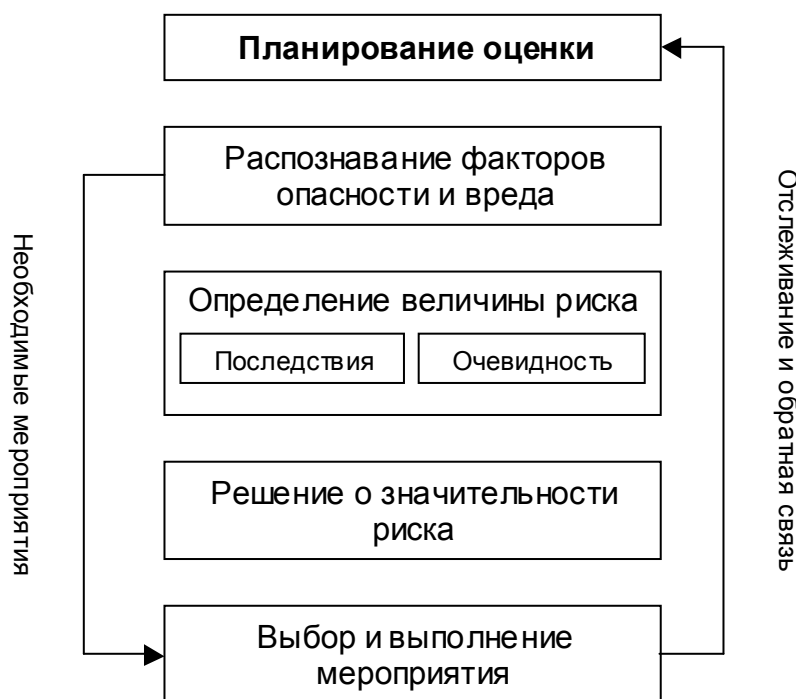 Планирование оценки
Распознавание факторов
опасности и вреда
Определение величины риска
Последствия
Очевидность
Решение о значительности
риска
Выбор и выполнение
мероприятия
Необходимые мероприятия
Отслеживание и обратная связь